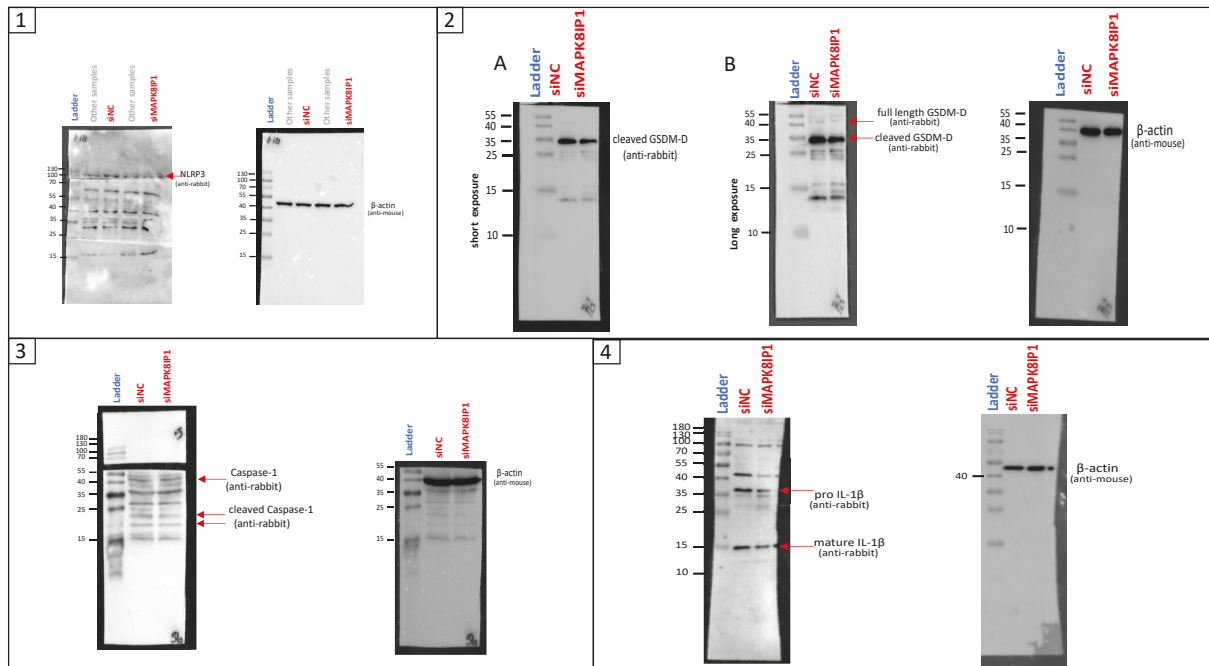 1
Ladder
Other samples
siNC
Other samples
siMAPK8IP1
130
100
70
55
40
35
25
15
NLRP3
(anti-rabbit)
Ladder
Other samples
siNC
Other samples
siMAPK8IP1
130
100
70
55
40
35
25
15
β-actin
(anti-mouse)
2
A
Ladder
siNC
siMAPK8IP1
55
40
35
25
15
10
short exposure
cleaved GSDM-D
(anti-rabbit)
B
Ladder
siNC
siMAPK8IP1
55
40
35
25
15
10
Long exposure
full length GSDM-D
(anti-rabbit)
cleaved GSDM-D
(anti-rabbit)
Ladder
siNC
siMAPK8IP1
55
40
35
25
15
10
β-actin
(anti-mouse)
3
Ladder
siNC
siMAPK8IP1
180
130
100
70
55
40
35
25
15
Caspase-1
(anti-rabbit)
cleaved Caspase-1
(anti-rabbit)
Ladder
siNC
siMAPK8IP1
55
40
35
25
15
β-actin
(anti-mouse)
4
Ladder
siNC
siMAPK8IP1
180
130
100
70
55
40
35
25
15
10
pro IL-1β
(anti-rabbit)
mature IL-1β
(anti-rabbit)
Ladder
siNC
siMAPK8IP1
40
β-actin
(anti-mouse)